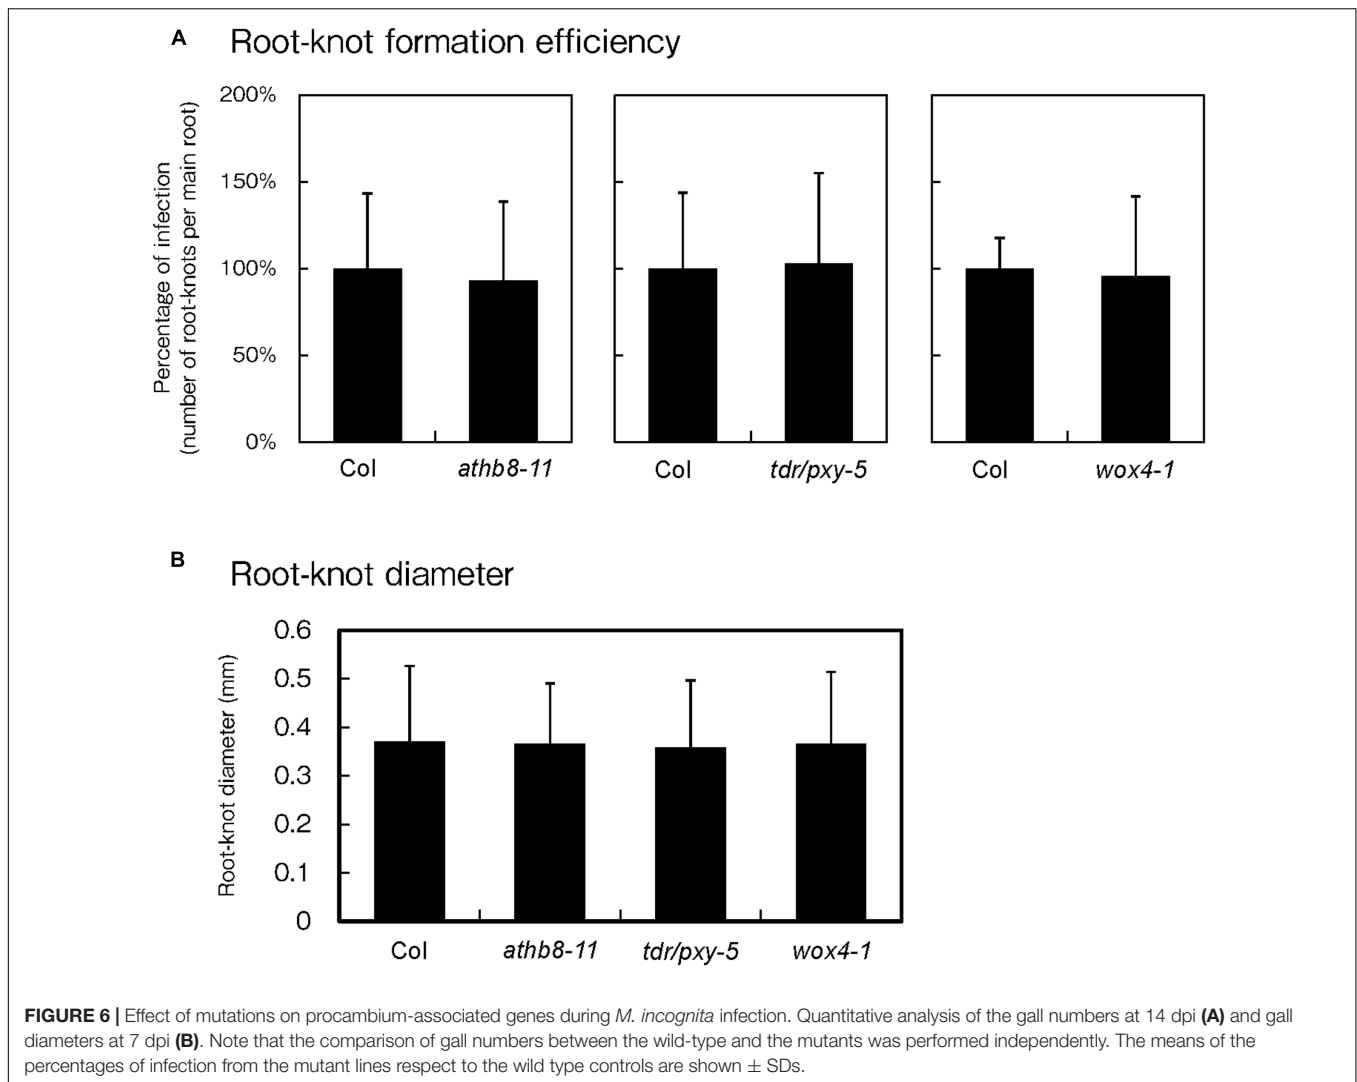 A Root-knot formation efficiency
Percentage of infection
(number of root-knots per main root)
200%
150%
100%
50%
0%
Col athb8-11 Col tdr/pxy-5 Col wox4-1
B Root-knot diameter
Root-knot diameter (mm)
0.6
0.5
0.4
0.3
0.2
0.1
0
Col athb8-11 tdr/pxy-5 wox4-1
FIGURE 6 | Effect of mutations on procambium-associated genes during M. incognita infection. Quantitative analysis of the gall numbers at 14 dpi (A) and gall
diameters at 7 dpi (B). Note that the comparison of gall numbers between the wild-type and the mutants was performed independently. The means of the
percentages of infection from the mutant lines respect to the wild type controls are shown ± SDs.